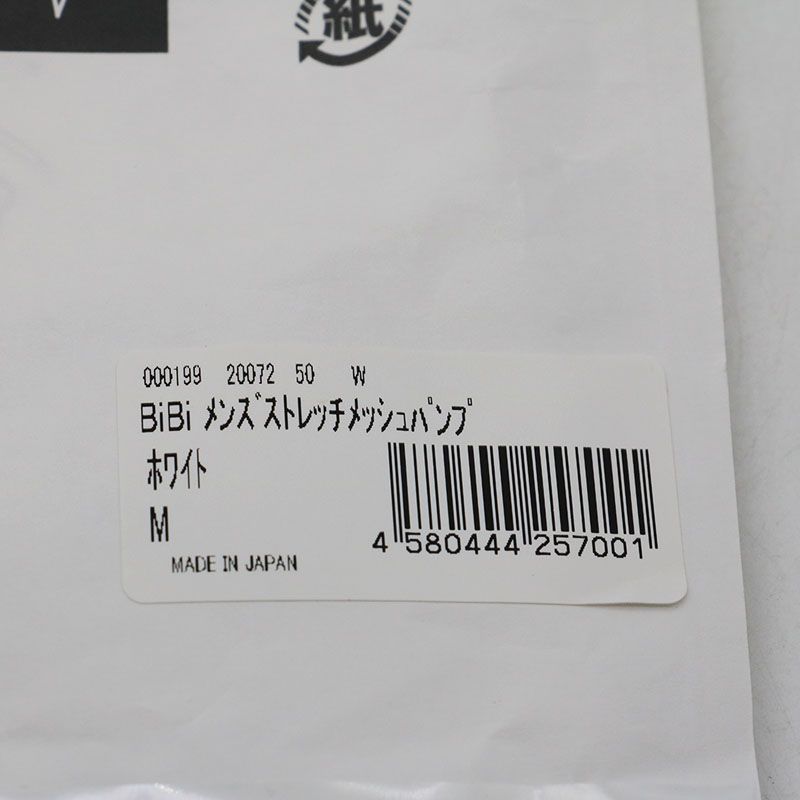 紙
000199 20072 50 W
BiBi ﾒﾝｽﾞｽﾄﾚｯﾁﾒｯｼｭﾊﾟﾝﾌﾟ
ﾎﾜｲﾄ
M
4 580444 257001
MADE IN JAPAN